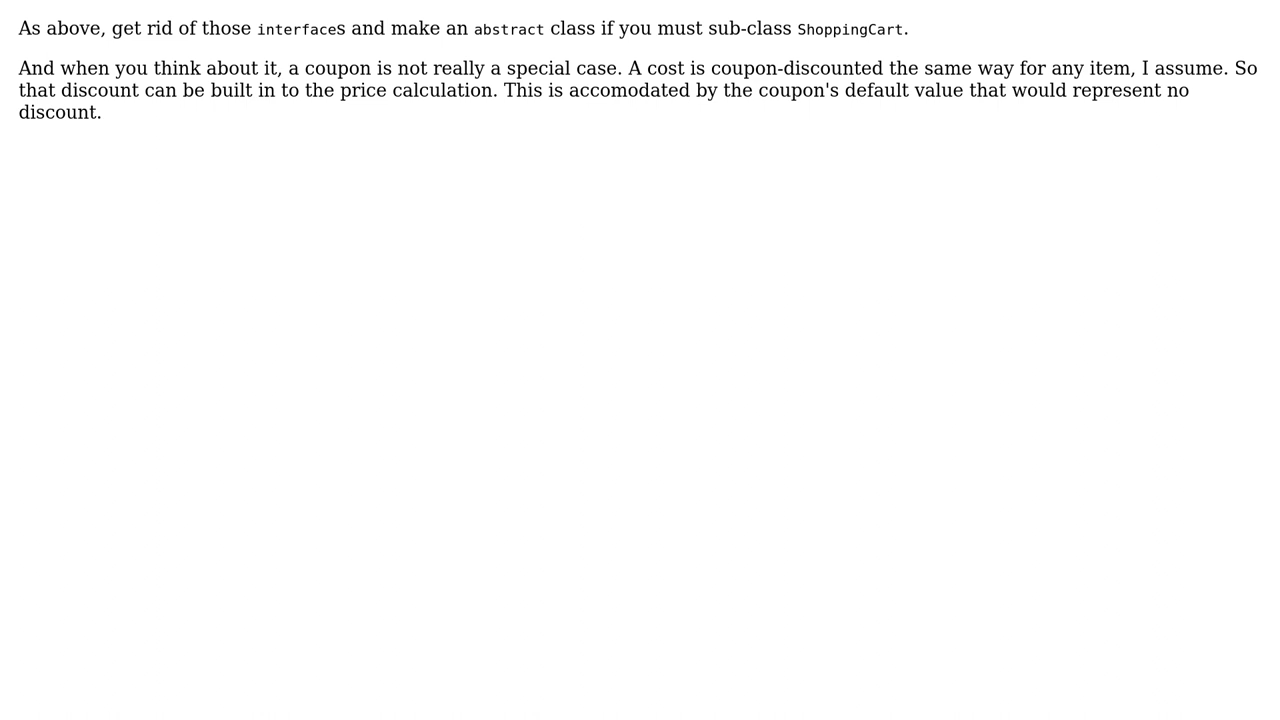 As above, get rid of those interfaces and make an abstract class if you must sub-class ShoppingCart.
And when you think about it, a coupon is not really a special case. A cost is coupon-discounted the same way for any item, I assume. So
that discount can be built in to the price calculation. This is accomodated by the coupon's default value that would represent no
discount.